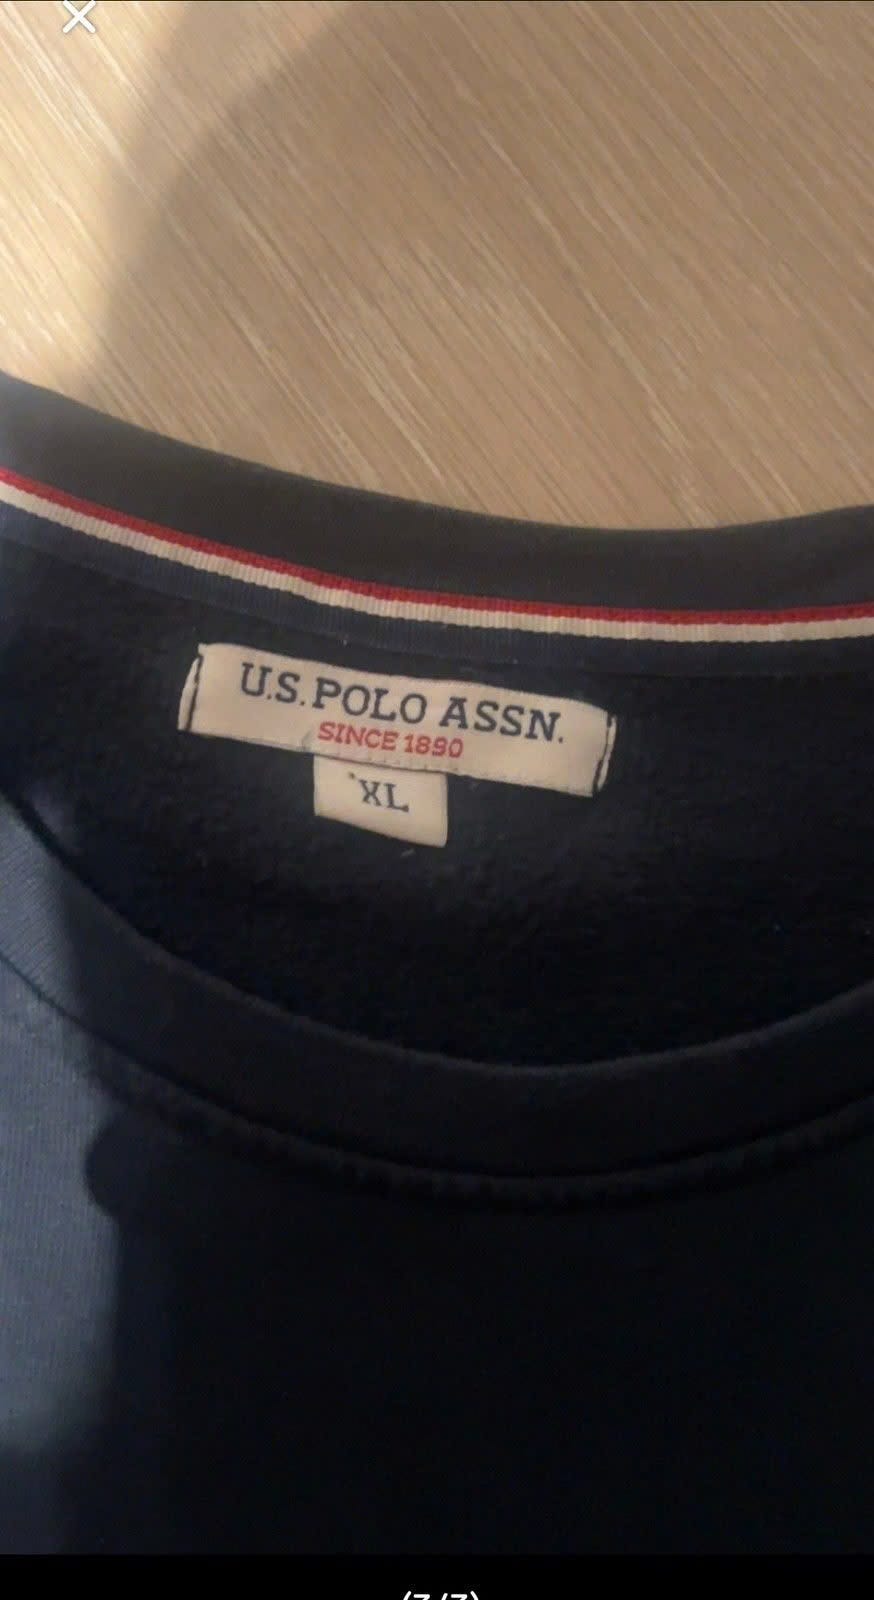 U.S. POLO ASSN.
SINCE 1890
XL